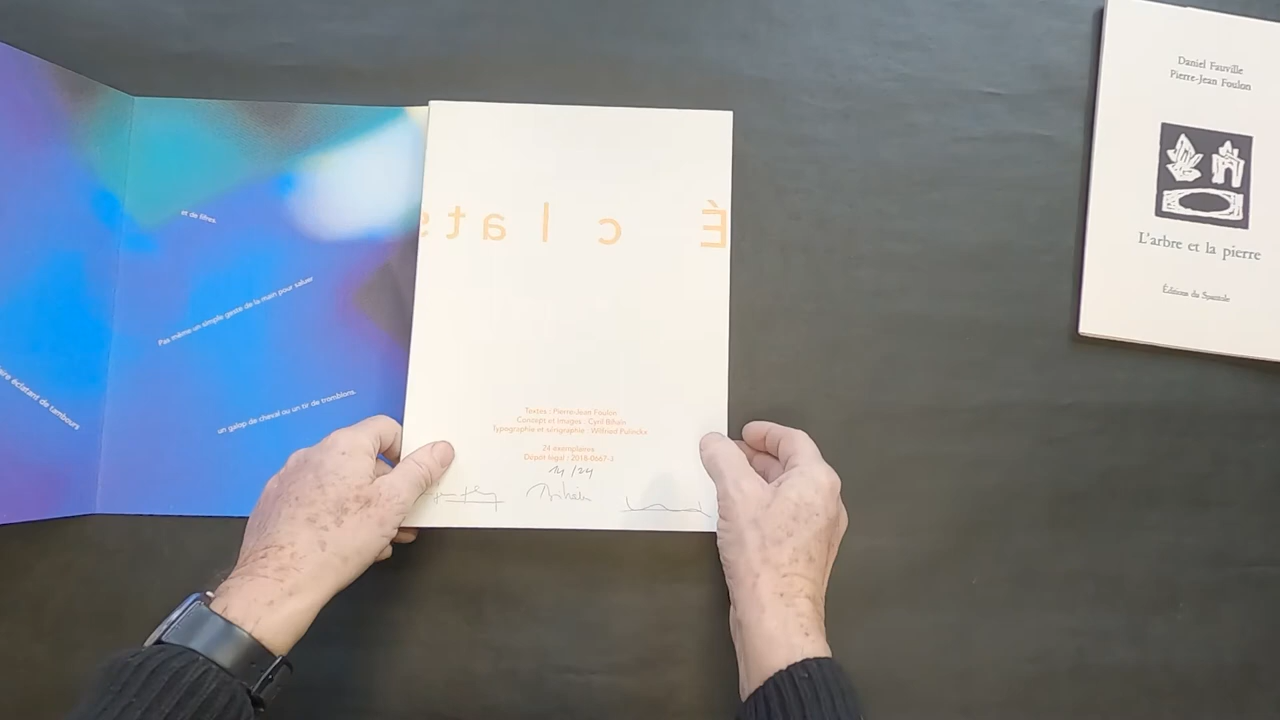 et de filtres.
Pas même un simple geste de la main pour saluer
éclatant de tambours
un galop de cheval ou un tir de tromblons.
Éclats
Textes : Pierre-Jean Foulon
Concept et images : Cyril Bihain
Typographie et sérigraphie : Wilfried
24 exemplaires
Dépôt légal : 2018-0667-3
14/24
Daniel Fauville
Pierre-Jean Foulon
L'arbre et la pierre
Éditions de Spantole